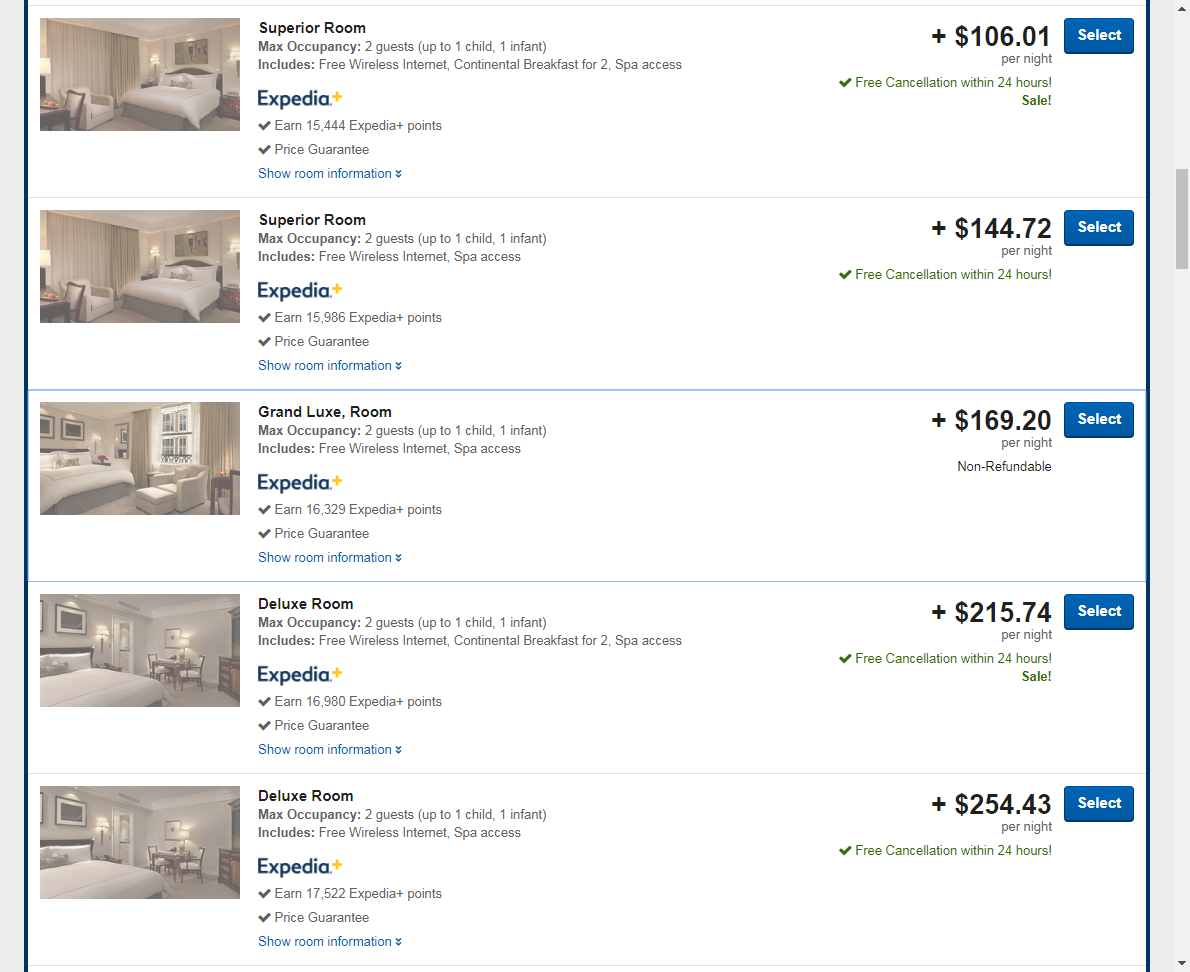 Superior Room
Max Occupancy: 2 guests (up to 1 child, 1 infant)
Includes: Free Wireless Internet, Continental Breakfast for 2, Spa access
Expedia+
Earn 15,444 Expedia+ points
Price Guarantee
Show room information
+ $106.01
per night
Free Cancellation within 24 hours!
Sale!
Select
Superior Room
Max Occupancy: 2 guests (up to 1 child, 1 infant)
Includes: Free Wireless Internet, Spa access
Expedia+
Earn 15,986 Expedia+ points
Price Guarantee
Show room information
+ $144.72
per night
Free Cancellation within 24 hours!
Select
Grand Luxe, Room
Max Occupancy: 2 guests (up to 1 child, 1 infant)
Includes: Free Wireless Internet, Spa access
Expedia+
Earn 16,329 Expedia+ points
Price Guarantee
Show room information
+ $169.20
per night
Non-Refundable
Select
Deluxe Room
Max Occupancy: 2 guests (up to 1 child, 1 infant)
Includes: Free Wireless Internet, Continental Breakfast for 2, Spa access
Expedia+
Earn 16,980 Expedia+ points
Price Guarantee
Show room information
+ $215.74
per night
Free Cancellation within 24 hours!
Sale!
Select
Deluxe Room
Max Occupancy: 2 guests (up to 1 child, 1 infant)
Includes: Free Wireless Internet, Spa access
Expedia+
Earn 17,522 Expedia+ points
Price Guarantee
Show room information
+ $254.43
per night
Free Cancellation within 24 hours!
Select